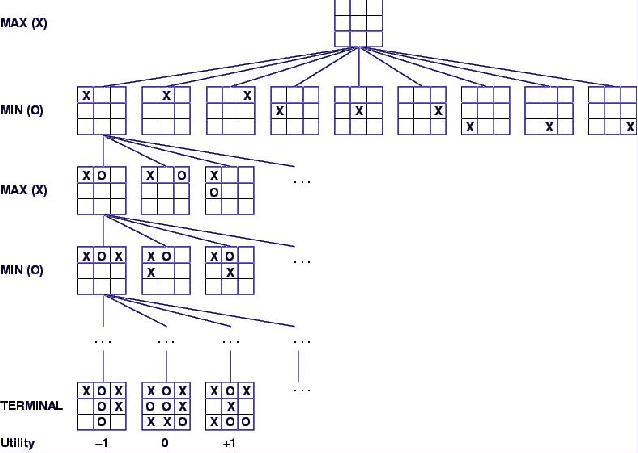 MAX (X)
X X X
MIN (O) X X X
X X X
X O X O X
MAX (X) ... O
X O X X O X O
MIN (O) ... X X
... ... ... ...
X O X X O X X O X ...
TERMINAL O X O O X X
O X X O X O O
Utility –1 0 +1